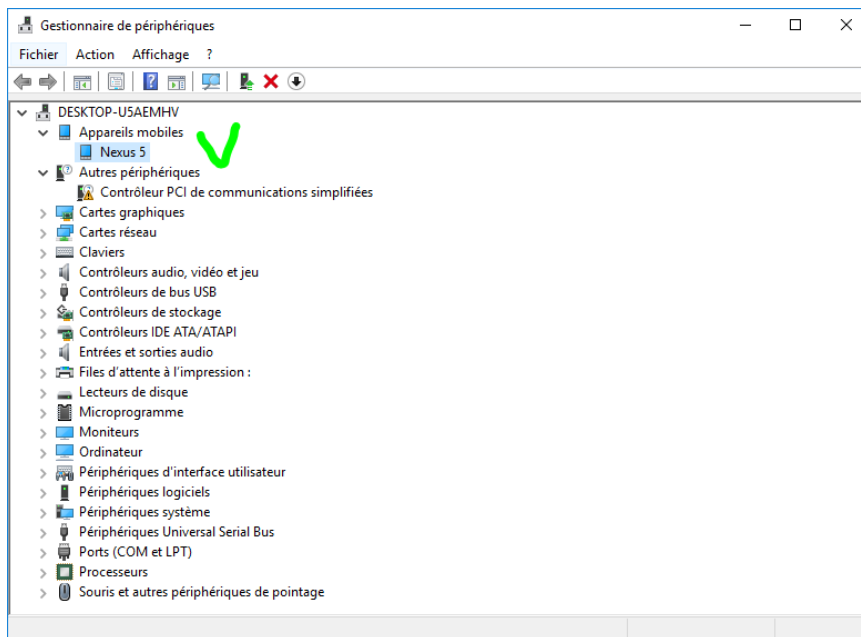 Gestionnaire de périphériques
Fichier Action Affichage ?
DESKTOP-U5AEMHV
Appareils mobiles
Nexus 5
Autres périphériques
Contrôleur PCI de communications simplifiées
Cartes graphiques
Cartes réseau
Claviers
Contrôleurs audio, vidéo et jeu
Contrôleurs de bus USB
Contrôleurs de stockage
Contrôleurs IDE ATA/ATAPI
Entrées et sorties audio
Files d'attente à l'impression :
Lecteurs de disque
Microprogramme
Moniteurs
Ordinateur
Périphériques d'interface utilisateur
Périphériques logiciels
Périphériques système
Périphériques Universal Serial Bus
Ports (COM et LPT)
Processeurs
Souris et autres périphériques de pointage